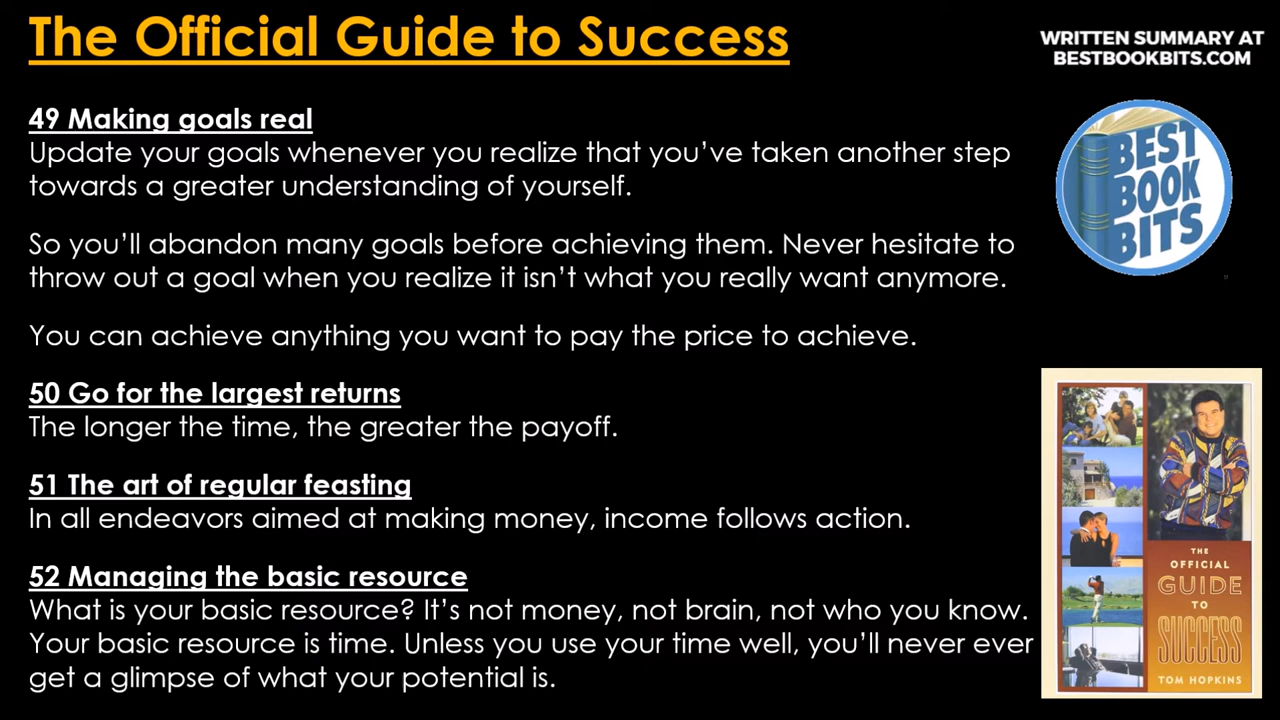 The Official Guide to Success
WRITTEN SUMMARY AT
BESTBOOKBITS.COM
49 Making goals real
Update your goals whenever you realize that you’ve taken another step
towards a greater understanding of yourself.
So you’ll abandon many goals before achieving them. Never hesitate to
throw out a goal when you realize it isn’t what you really want anymore.
You can achieve anything you want to pay the price to achieve.
50 Go for the largest returns
The longer the time, the greater the payoff.
51 The art of regular feasting
In all endeavors aimed at making money, income follows action.
52 Managing the basic resource
What is your basic resource? It’s not money, not brain, not who you know.
Your basic resource is time. Unless you use your time well, you’ll never ever
get a glimpse of what your potential is.
BEST
BOOK
BITS
THE
OFFICIAL
GUIDE
TO
SUCCESS
TOM HOPKINS